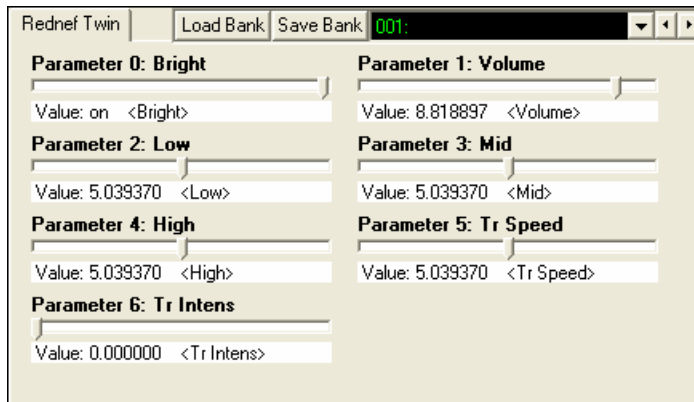 Rednef Twin Load Bank Save Bank 001:
Parameter 0: Bright Parameter 1: Volume
Value: on <Bright> Value: 8.818897 <Volume>
Parameter 2: Low Parameter 3: Mid
Value: 5.039370 <Low> Value: 5.039370 <Mid>
Parameter 4: High Parameter 5: Tr Speed
Value: 5.039370 <High> Value: 5.039370 <Tr Speed>
Parameter 6: Tr Intens
Value: 0.000000 <Tr Intens>